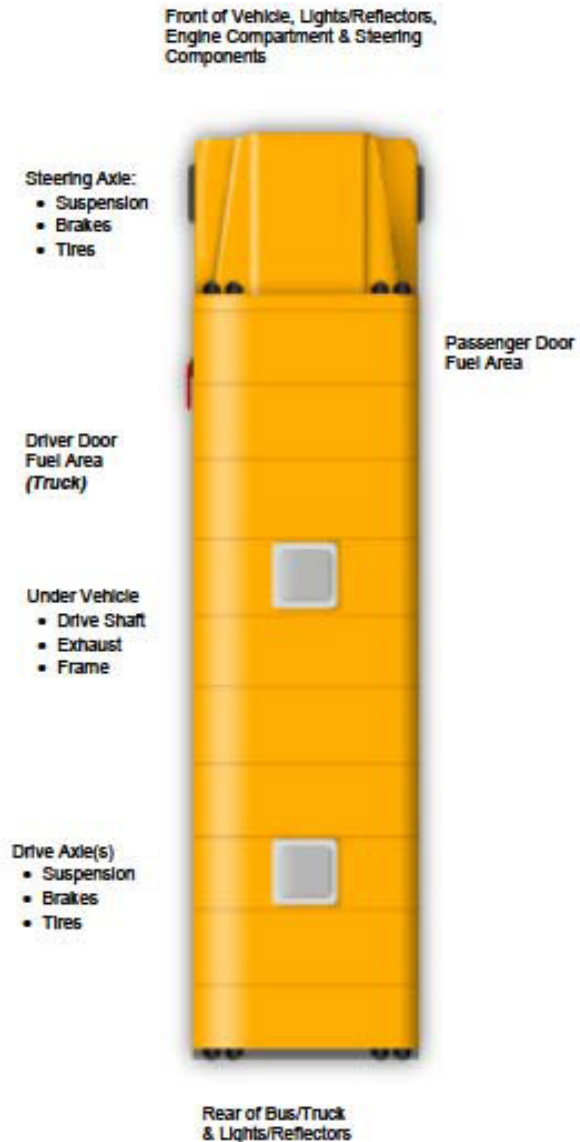 Front of Vehicle, Lights/Reflectors,
Engine Compartment & Steering
Components
Steering Axle:
• Suspension
• Brakes
• Tires
Passenger Door
Fuel Area
Driver Door
Fuel Area
(Truck)
Under Vehicle
• Drive Shaft
• Exhaust
• Frame
Drive Axle(s)
• Suspension
• Brakes
• Tires
Rear of Bus/Truck
& Lights/Reflectors